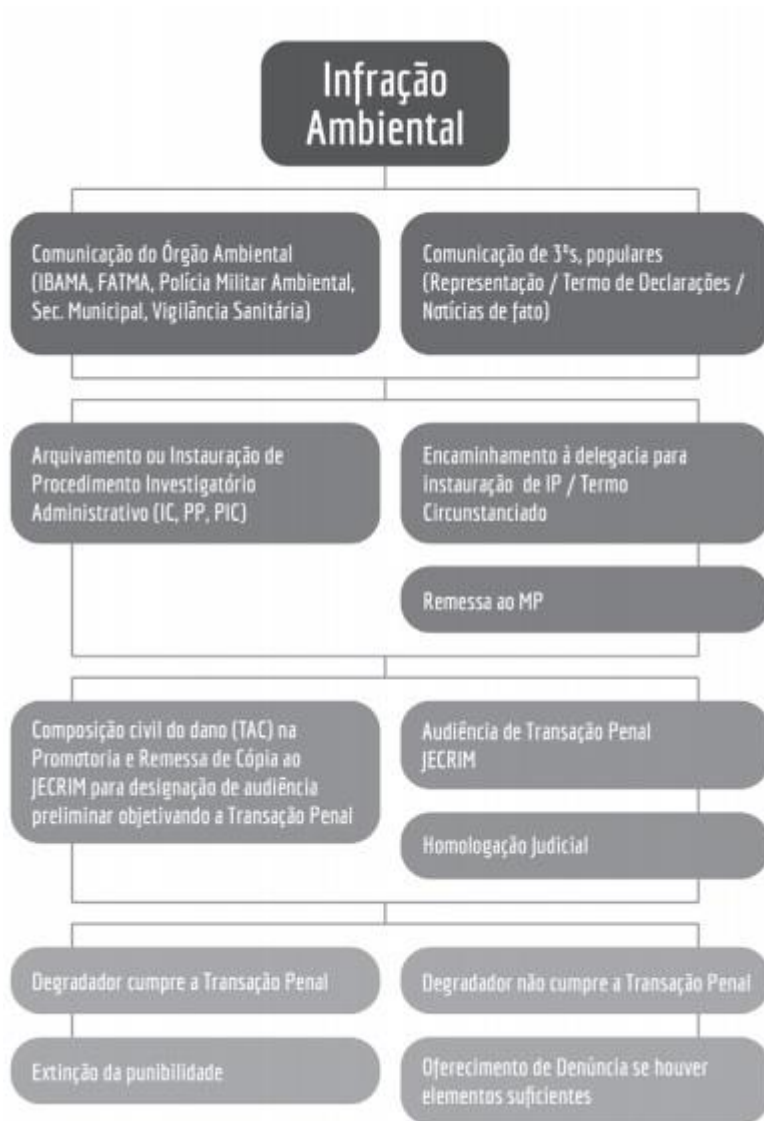 Infração
Ambiental
Comunicação do Órgão Ambiental
(IBAMA, FATMA, Polícia Militar Ambiental,
Sec. Municipal, Vigilância Sanitária)
Comunicação de 3ºs, populares
(Representação / Termo de Declarações /
Notícias de fato)
Arquivamento ou Instauração de
Procedimento Investigatório
Administrativo (IC, PP, PIC)
Encaminhamento à delegacia para
instauração de IP / Termo
Circunstanciado
Remessa ao MP
Composição civil do dano (TAC) na
Promotoria e Remessa de Cópia ao
JECRIM para designação de audiência
preliminar objetivando a Transação Penal
Audiência de Transação Penal
JECRIM
Homologação Judicial
Degradador cumpre a Transação Penal
Degradador não cumpre a Transação Penal
Extinção da punibilidade
Oferecimento de Denúncia se houver
elementos suficientes